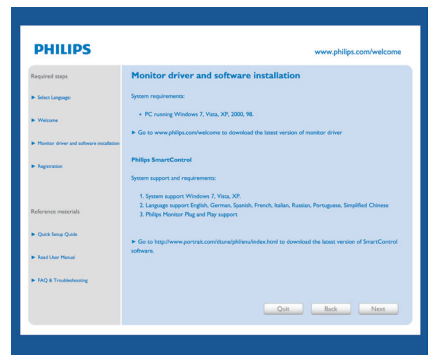 PHILIPS
www.philips.com/welcome
Required steps
Select Language:
Welcome
Monitor driver and software installation
Registration
Reference materials
Quick Setup Guide
Read User Manual
FAQ & Troubleshooting
Monitor driver and software installation
System requirements:
• PC running Windows 7, Vista, XP, 2000, 98.
Go to www.philips.com/welcome to download the latest version of monitor driver
Philips SmartControl
System support and requirements:
1. System support Windows 7, Vista, XP.
2. Language support English, German, Spanish, French, Italian, Russian, Portuguese, Simplified Chinese
3. Philips Monitor Plug and Play support
Go to http://www.portrait.com/dtune/phl/enu/index.html to download the latest version of SmartControl
software.
Quit
Back
Next